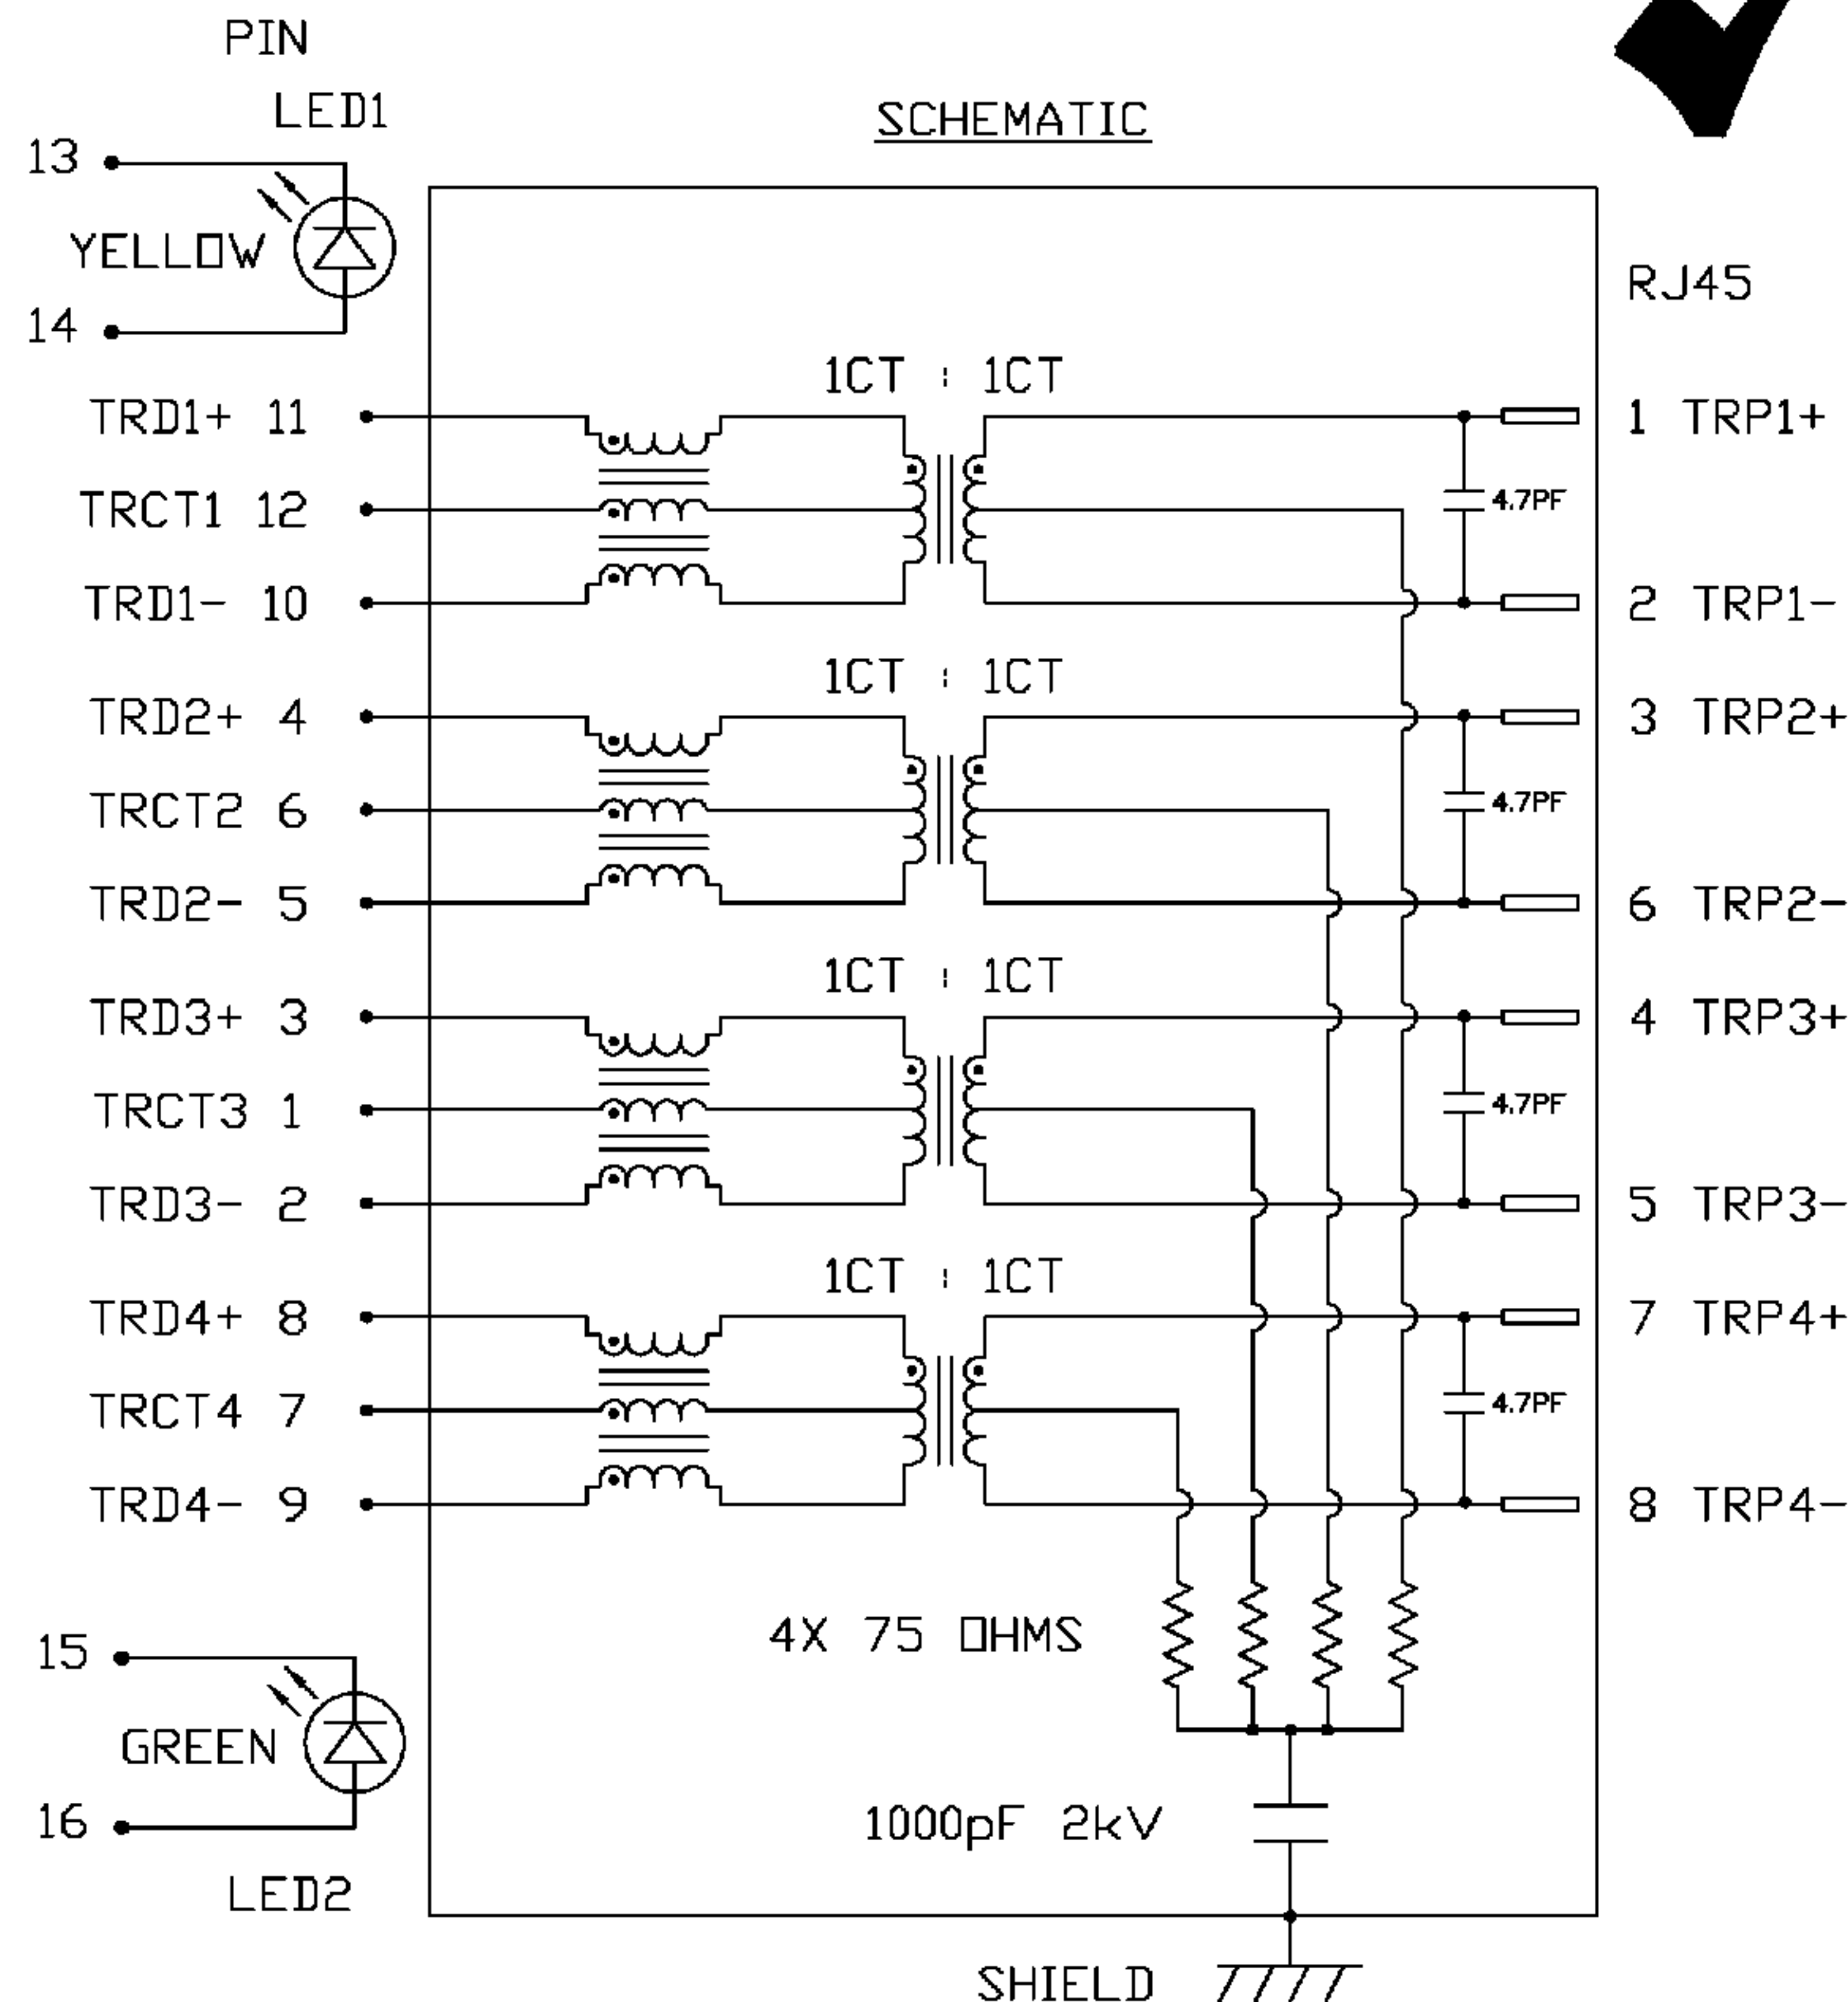 PIN
LED1
SCHEMATIC
13
YELLOW
RJ45
14
1CT : 1CT
TRD1+ 11
1 TRP1+
TRCT1 12
4.7PF
TRD1- 10
2 TRP1-
1CT : 1CT
TRD2+ 4
3 TRP2+
TRCT2 6
4.7PF
TRD2- 5
6 TRP2-
1CT : 1CT
TRD3+ 3
4 TRP3+
TRCT3 1
4.7PF
TRD3- 2
5 TRP3-
1CT : 1CT
TRD4+ 8
7 TRP4+
TRCT4 7
4.7PF
TRD4- 9
8 TRP4-
4X 75 OHMS
15
GREEN
16
1000pF 2kV
LED2
SHIELD